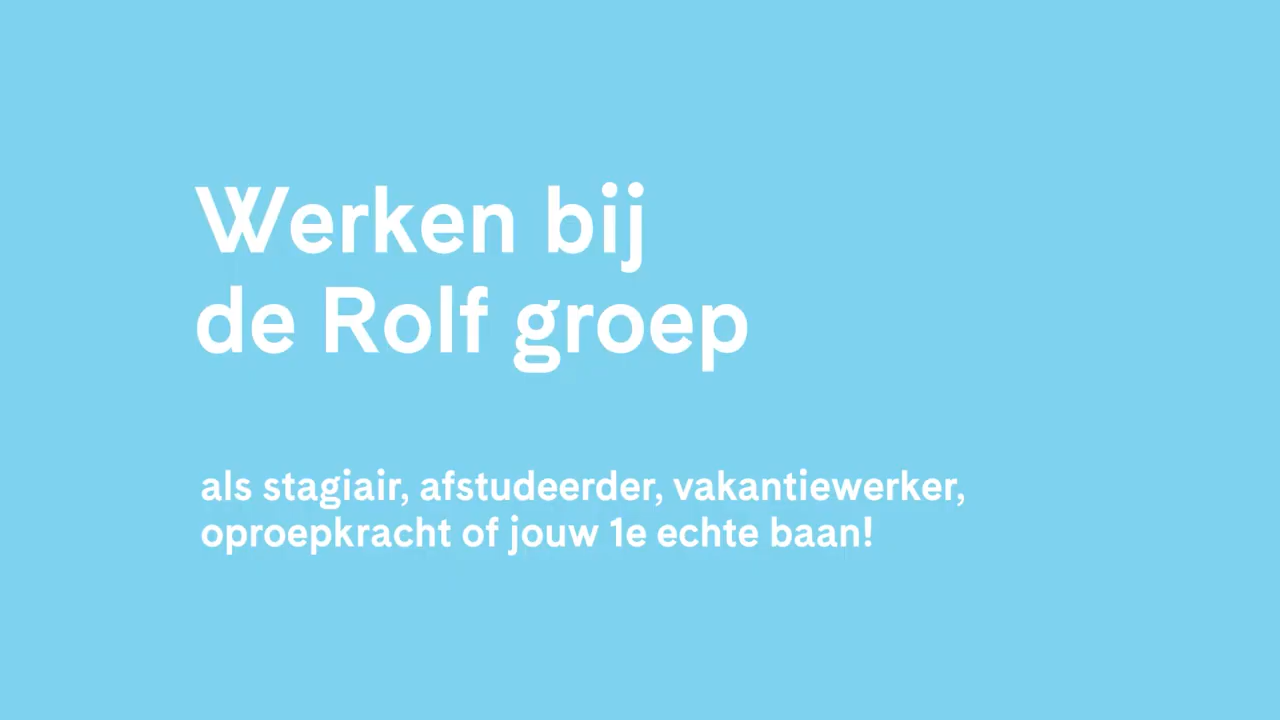 Werken bij
de Rolf groep
als stagiair, afstudeerder, vakantiewerker,
oproepkracht of jouw 1e echte baan!